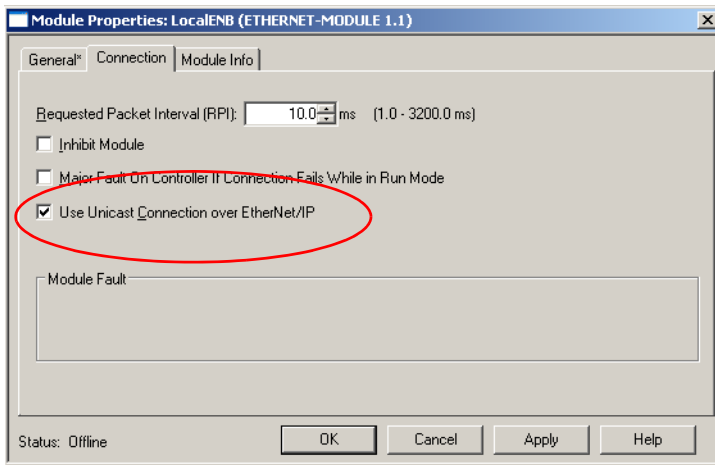 Module Properties: LocalENB (ETHERNET-MODULE 1.1)
General* Connection Module Info
Requested Packet Interval (RPI): 10.0 ms (1.0 - 3200.0 ms)
Inhibit Module
Major Fault On Controller If Connection Fails While in Run Mode
Use Unicast Connection over EtherNet/IP
Module Fault
Status: Offline OK Cancel Apply Help